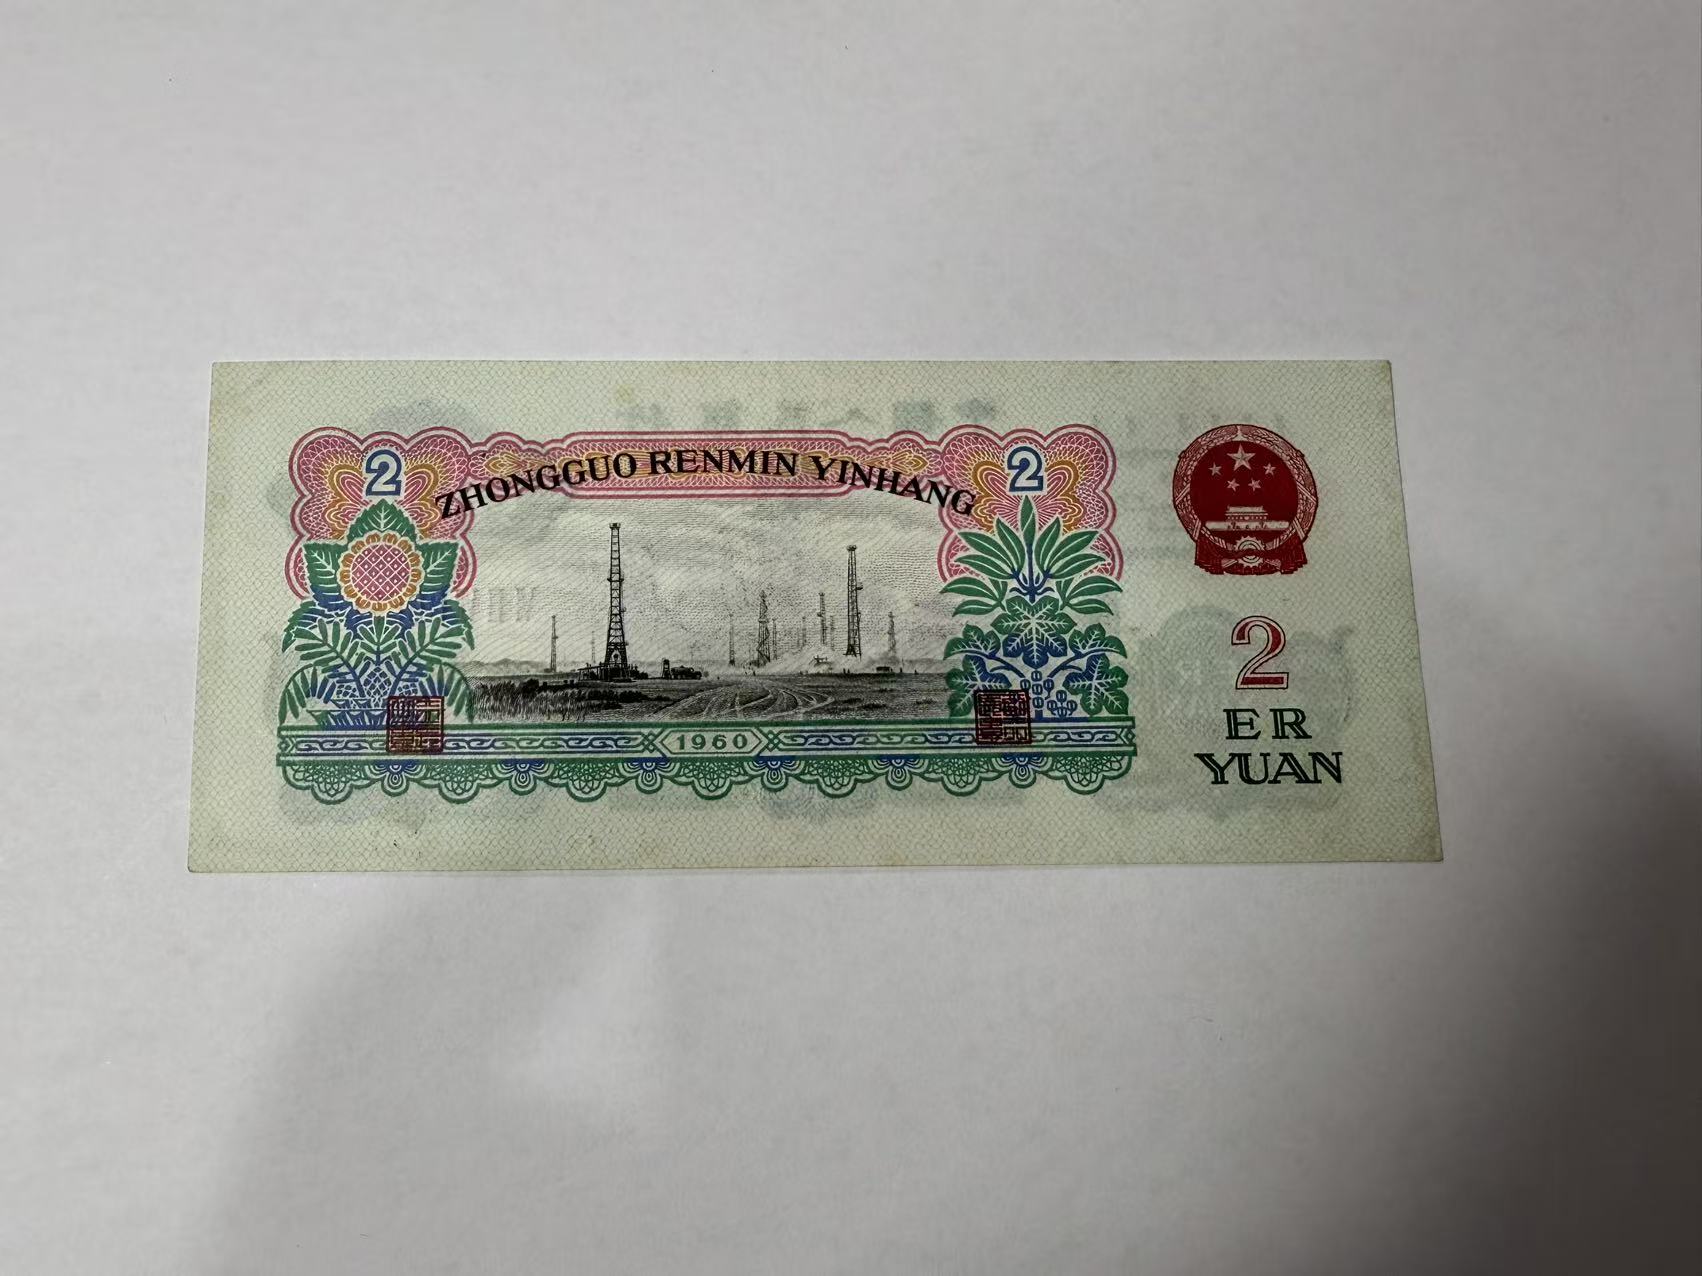 ZHONGGUO RENMIN YINHANG
2
2
1960
2
ER
YUAN